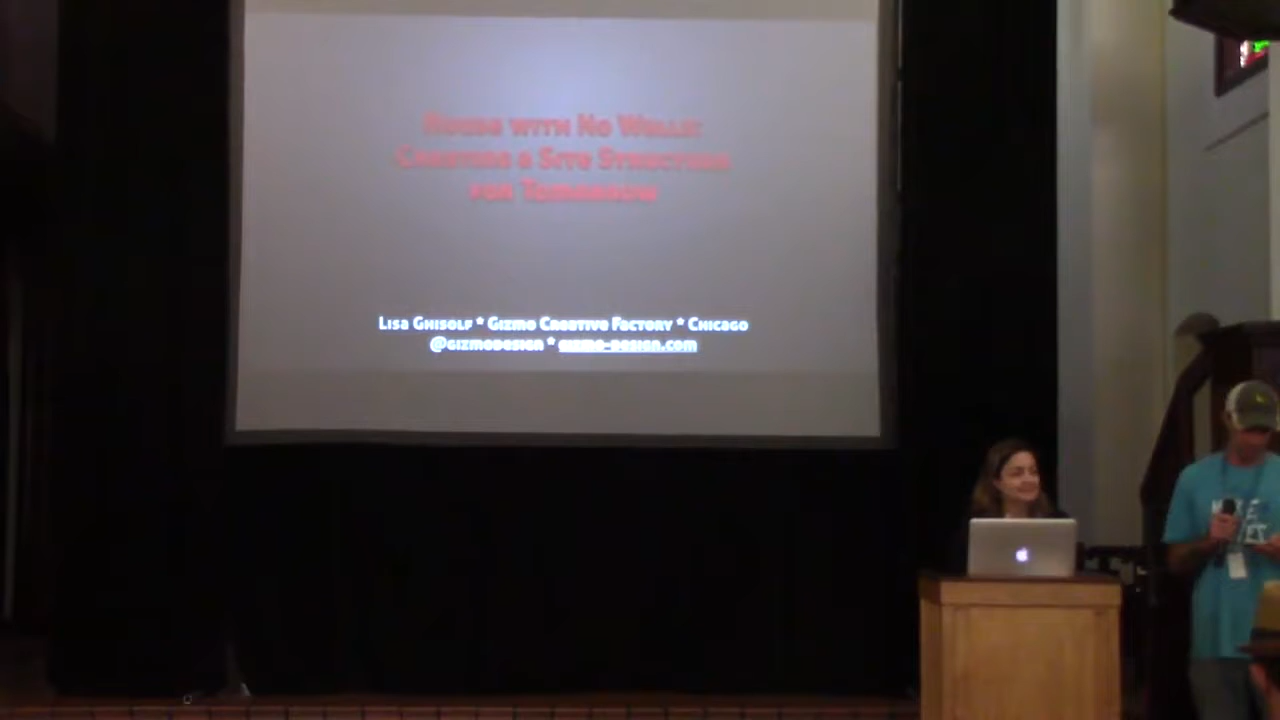 House with No Walls:
Creating a Site Structure
for Tomorrow
Lisa Ghisolf * Gizmo Creative Factory * Chicago
@gizmodesign * gizmo-design.com